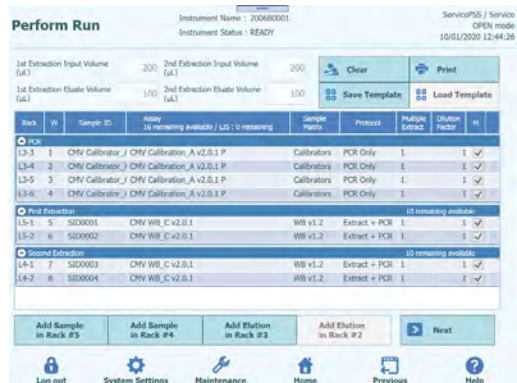 Perform Run
Instrument Name : 200680001
Instrument Status : READY
ServicePSS / Service
OPEN mode
10/01/2020 12:44:26
1st Extraction Input Volume (uL) 200 2nd Extraction Input Volume (uL) 200
Clear Print
1st Extraction Eluate Volume (uL) 100 2nd Extraction Eluate Volume (uL) 100
Save Template Load Template
Rack W Sample ID Assay 16 remaining available / LIS : 0 remaining Sample Matrix Protocol Multiple Extract Dilution Factor
PCR
L3-3 1 CMV Calibrator_ CMV Calibration_A v2.0.1 P Calibrators PCR Only 1 1
L3-4 2 CMV Calibrator_ CMV Calibration_A v2.0.1 P Calibrators PCR Only 1 1
L3-5 3 CMV Calibrator_ CMV Calibration_A v2.0.1 P Calibrators PCR Only 1 1
L3-6 4 CMV Calibrator_ CMV Calibration_A v2.0.1 P Calibrators PCR Only 1 1
First Extraction 10 remaining available
L5-1 5 SID0001 CMV WB_C v2.0.1 WB v1.2 Extract + PCR 1 1
L5-2 6 SID0002 CMV WB_C v2.0.1 WB v1.2 Extract + PCR 1 1
Second Extraction 10 remaining available
L4-1 7 SID0003 CMV WB_C v2.0.1 WB v1.2 Extract + PCR 1 1
L4-2 8 SID0004 CMV WB_C v2.0.1 WB v1.2 Extract + PCR 1 1
Add Sample in Rack #5 Add Sample in Rack #4 Add Elution in Rack #3 Add Elution in Rack #2 Next
Log out System Settings Maintenance Home Previous Help